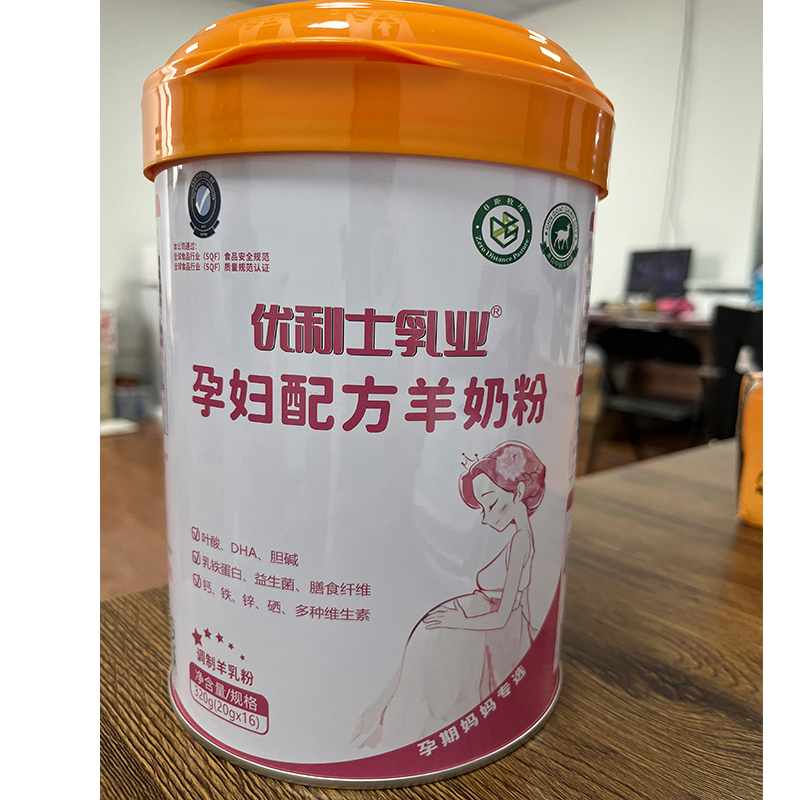 本公司通过:
全球食品行业（SQF）食品安全规范
全球食品行业（SQF）质量规范认证
0距牧场
Zero Distance Pasture
优利士乳业®
孕妇配方羊奶粉
叶酸、DHA、胆碱
乳铁蛋白、益生菌、膳食纤维
钙、铁、锌、硒、多种维生素
调制羊乳粉
净含量/规格
320g(20gx16)
孕期妈妈专选